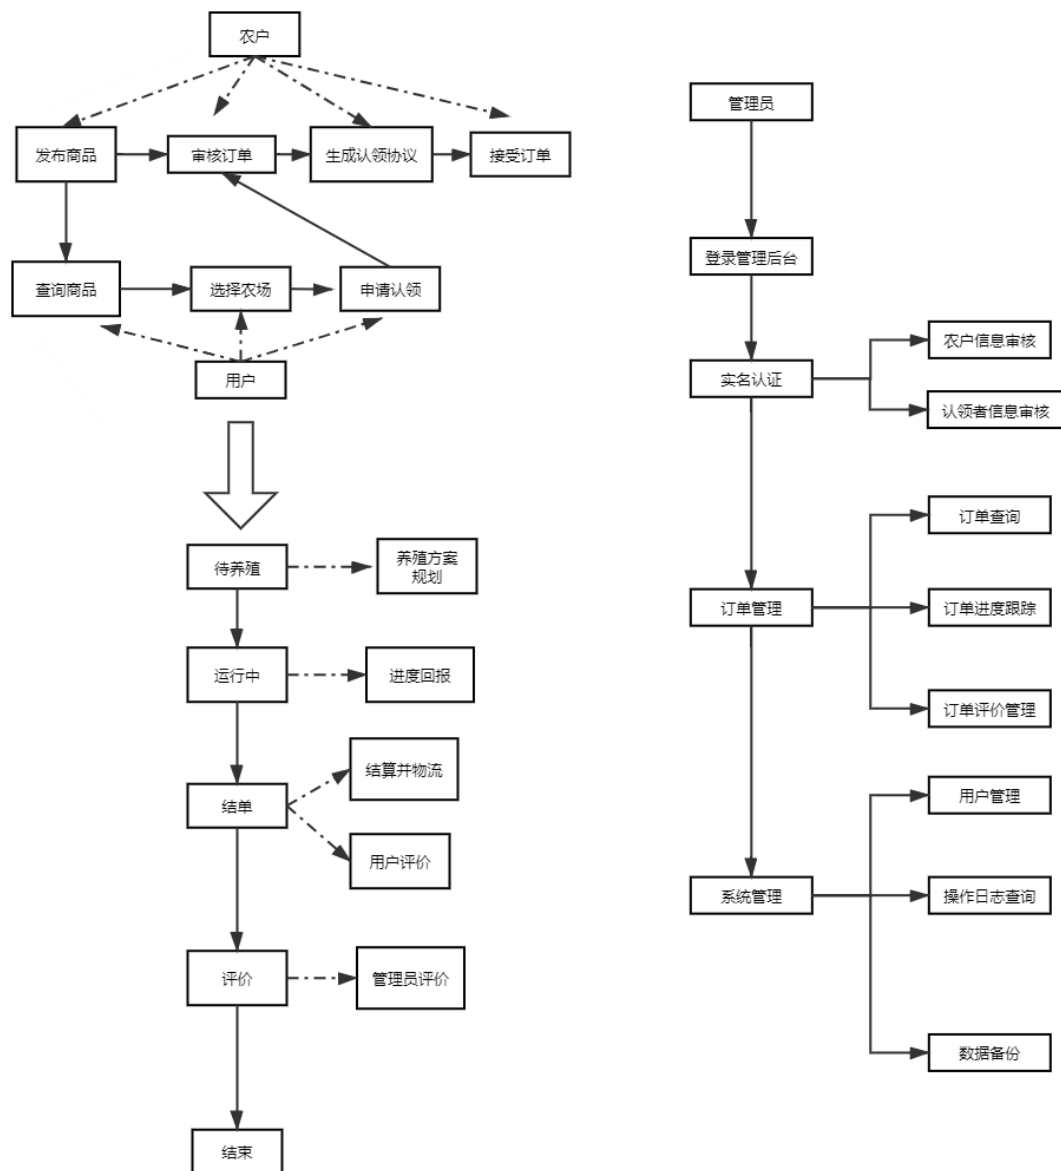 农户
发布商品
审核订单
生成认领协议
接受订单
查询商品
选择农场
申请认领
用户
待养殖
养殖方案
规划
运行中
进度回报
结单
结算并物流
用户评价
评价
管理员评价
结束
管理员
登录管理后台
实名认证
农户信息审核
认领者信息审核
订单管理
订单查询
订单进度跟踪
订单评价管理
系统管理
用户管理
操作日志查询
数据备份